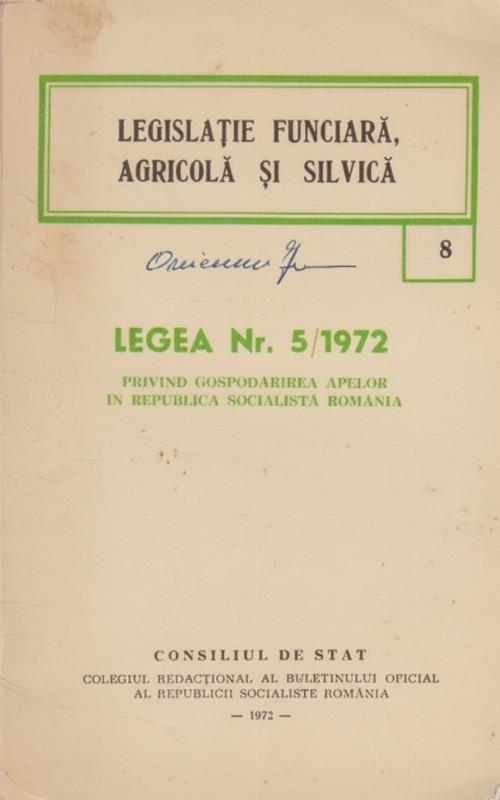 LEGISLAȚIE FUNCIARĂ,
AGRICOLĂ ȘI SILVICĂ
8
LEGEA Nr. 5/1972
PRIVIND GOSPODARIREA APELOR
IN REPUBLICA SOCIALISTĂ ROMÂNIA
CONSILIUL DE STAT
COLEGIUL REDACȚIONAL AL BULETINULUI OFICIAL
AL REPUBLICII SOCIALISTE ROMÂNIA
— 1972 —